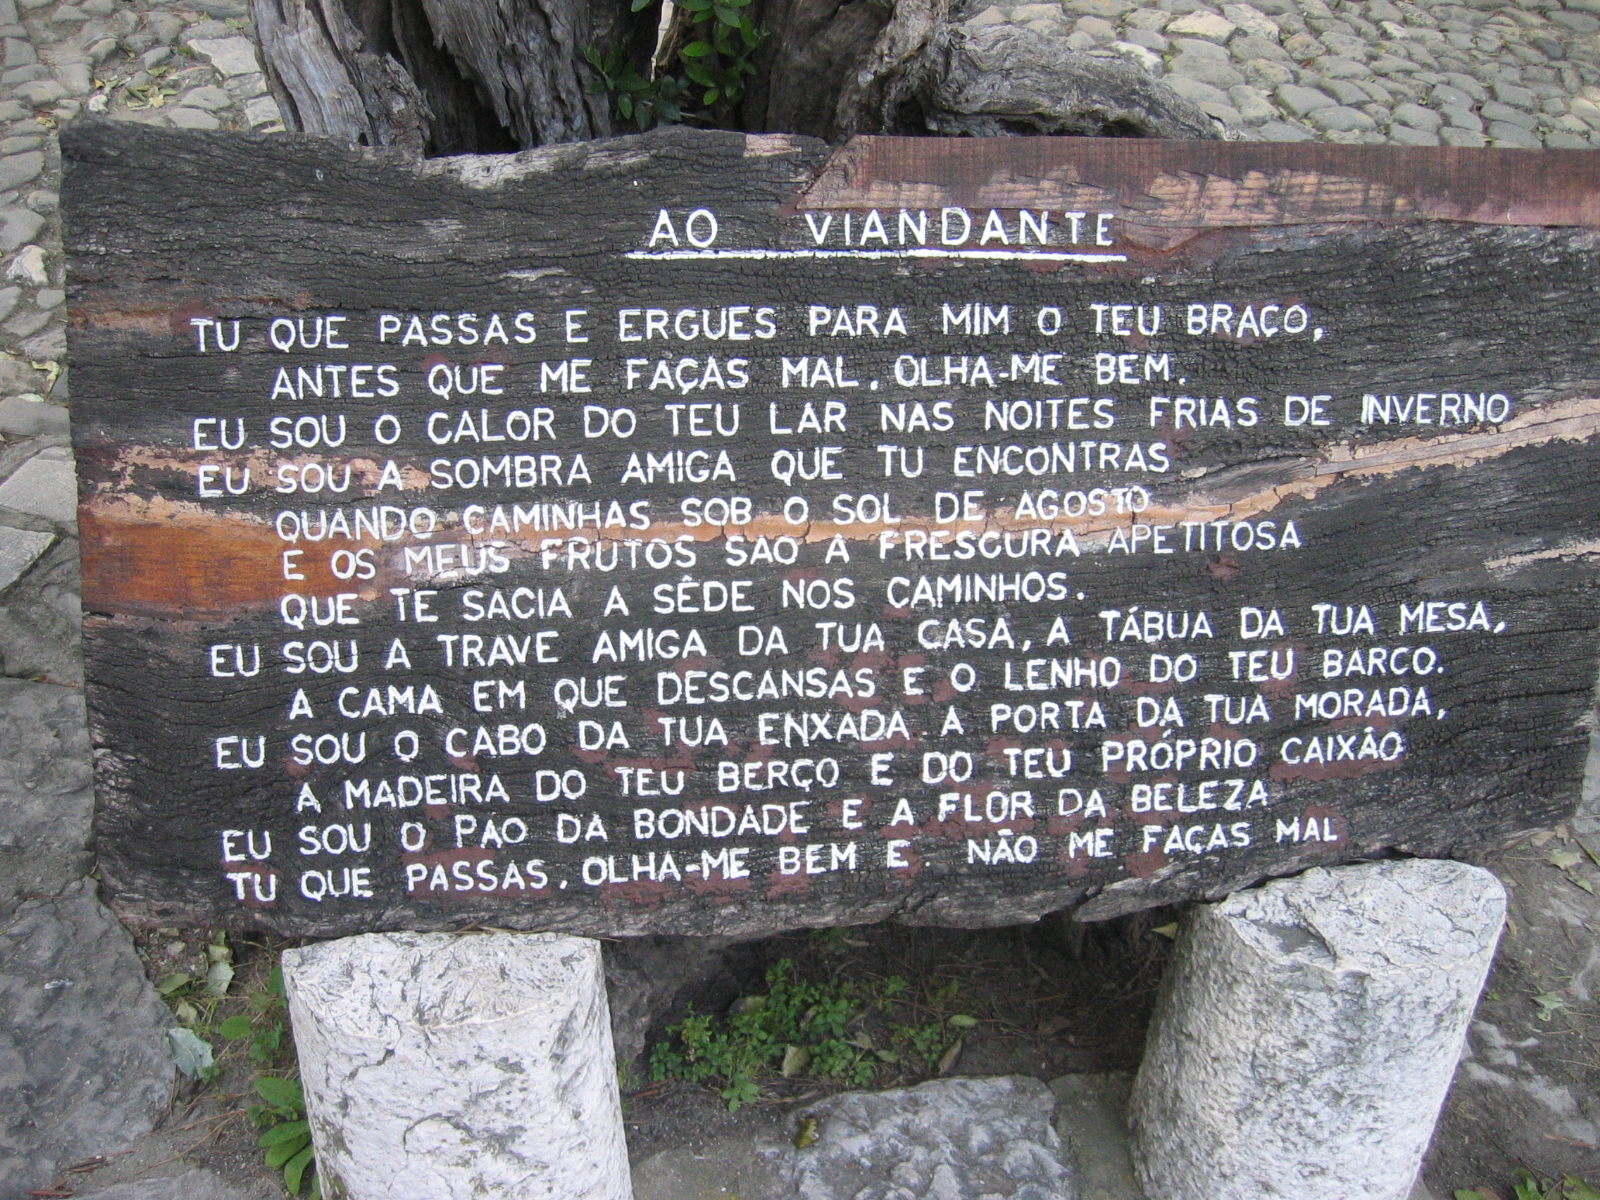 AO VIANDANTE
TU QUE PASSAS E ERGUES PARA MIM O TEU BRAÇO,
ANTES QUE ME FAÇAS MAL, OLHA-ME BEM.
EU SOU O CALOR DO TEU LAR NAS NOITES FRIAS DE INVERNO
EU SOU A SOMBRA AMIGA QUE TU ENCONTRAS
QUANDO CAMINHAS SOB O SOL DE AGOSTO
E OS MEUS FRUTOS SAO A FRESCURA APETITOSA
QUE TE SACIA A SÊDE NOS CAMINHOS.
EU SOU A TRAVE AMIGA DA TUA CASA, A TÁBUA DA TUA MESA,
A CAMA EM QUE DESCANSAS E O LENHO DO TEU BARCO.
EU SOU O CABO DA TUA ENXADA. A PORTA DA TUA MORADA,
A MADEIRA DO TEU BERÇO E DO TEU PRÓPRIO CAIXÃO
EU SOU O PÃO DA BONDADE E A FLOR DA BELEZA
TU QUE PASSAS, OLHA-ME BEM E. NÃO ME FAÇAS MAL